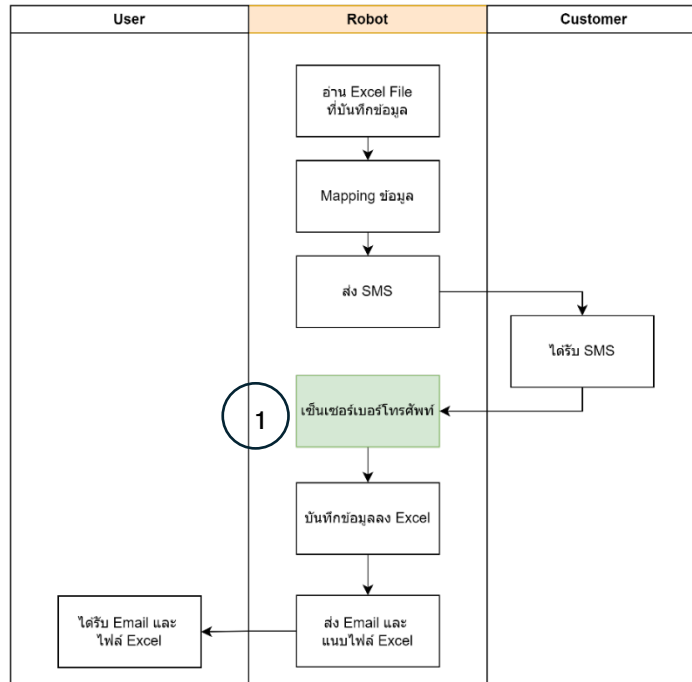 User
Robot
Customer
อ่าน Excel File
ที่บันทึกข้อมูล
Mapping ข้อมูล
ส่ง SMS
ได้รับ SMS
1
เซ็นเซอร์เบอร์โทรศัพท์
บันทึกข้อมูลลง Excel
ได้รับ Email และ
ไฟล์ Excel
ส่ง Email และ
แนบไฟล์ Excel